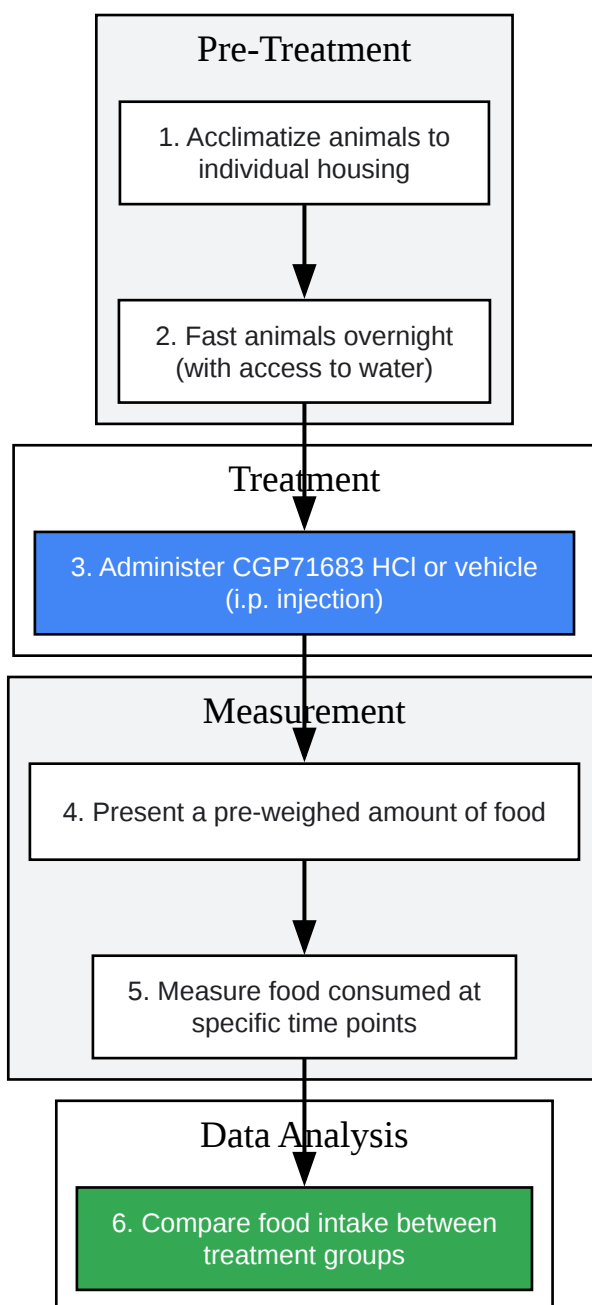 Pre-Treatment
1. Acclimatize animals to
individual housing
2. Fast animals overnight
(with access to water)
Treatment
3. Administer CGP71683 HCl or vehicle
(i.p. injection)
Measurement
4. Present a pre-weighed amount of food
5. Measure food consumed at
specific time points
Data Analysis
6. Compare food intake between
treatment groups